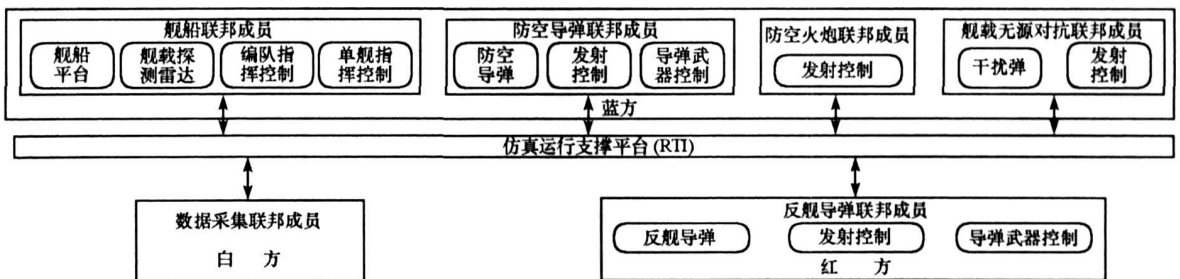 舰船联邦成员
舰船
平台
舰载探
测雷达
编队指
挥控制
单舰指
挥控制
防空导弹联邦成员
防空
导弹
发射
控制
导弹武
器控制
防空火炮联邦成员
发射控制
舰载无源对抗联邦成员
干扰弹
发射
控制
蓝方
仿真运行支撑平台(RTI)
数据采集联邦成员
白 方
反舰导弹联邦成员
反舰导弹
发射控制
导弹武器控制
红 方